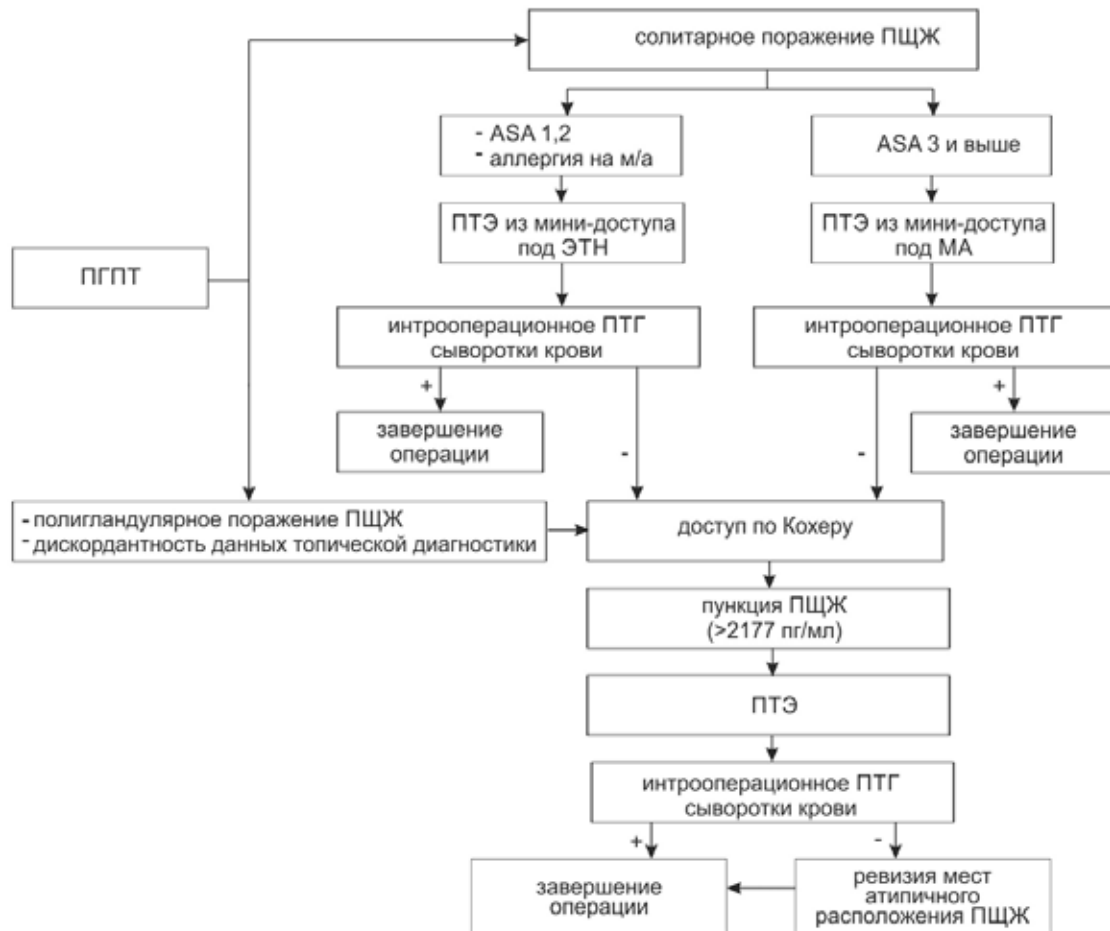 солитарное поражение ПЩЖ
- ASA 1,2
- аллергия на м/а
ASA 3 и выше
ПТЭ из мини-доступа
под ЭТН
ПТЭ из мини-доступа
под МА
ПГПТ
интрооперационное ПТГ
сыворотки крови
интрооперационное ПТГ
сыворотки крови
+
-
-
+
завершение
операции
завершение
операции
- полигландулярное поражение ПЩЖ
- дискордантность данных топической диагностики
доступ по Кохеру
пункция ПЩЖ
(>2177 пг/мл)
ПТЭ
интрооперационное ПТГ
сыворотки крови
+
-
завершение
операции
ревизия мест
атипичного
расположения ПЩЖ